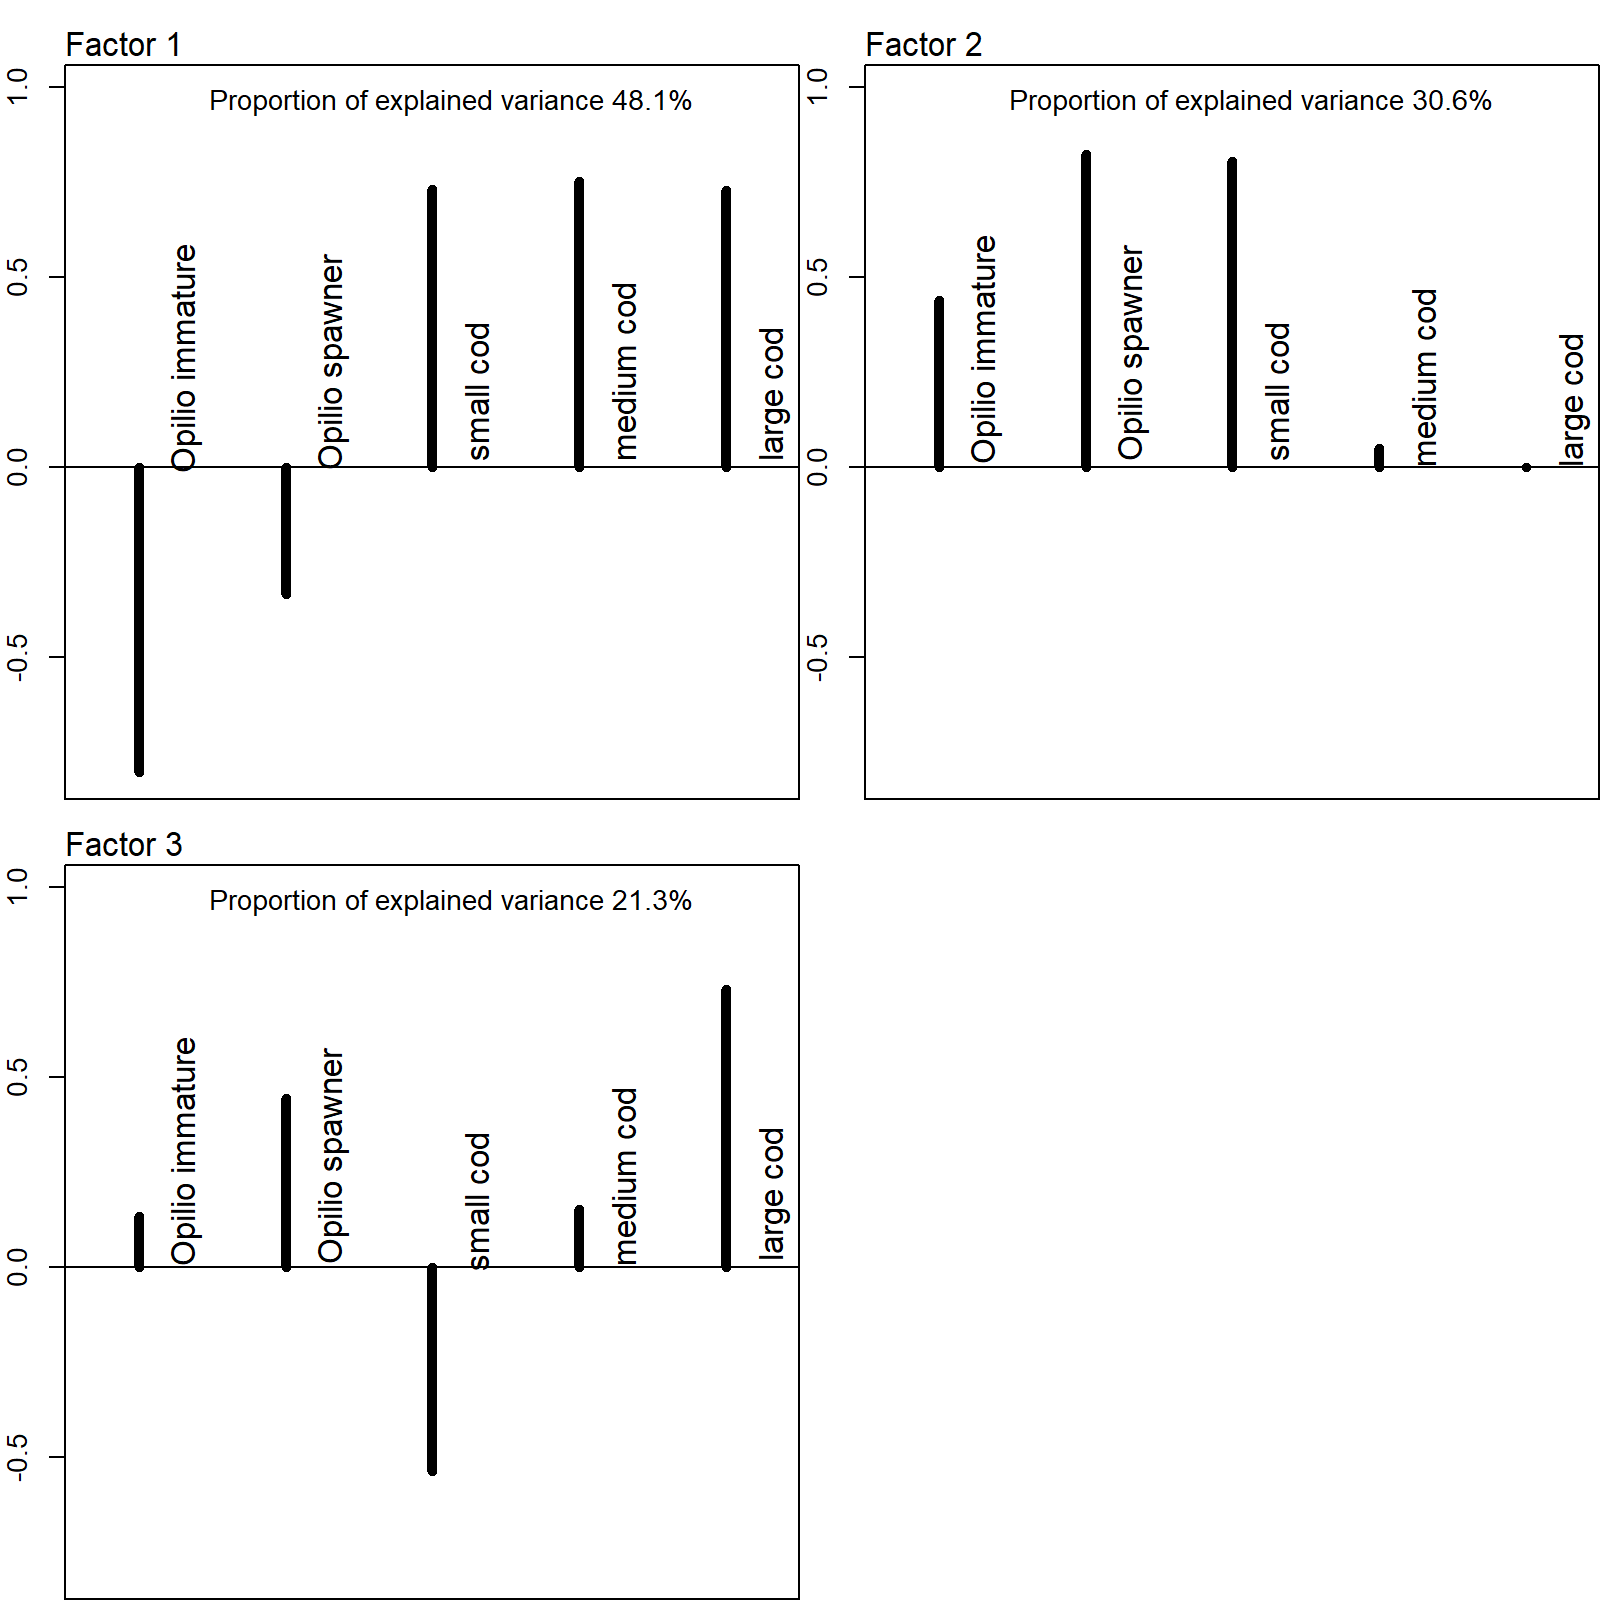 Factor 1
Proportion of explained variance 48.1%
1.0
0.5
0.0
-0.5
Opilio immature
Opilio spawner
small cod
medium cod
large cod
Factor 2
Proportion of explained variance 30.6%
1.0
0.5
0.0
-0.5
Opilio immature
Opilio spawner
small cod
medium cod
large cod
Factor 3
Proportion of explained variance 21.3%
1.0
0.5
0.0
-0.5
Opilio immature
Opilio spawner
small cod
medium cod
large cod